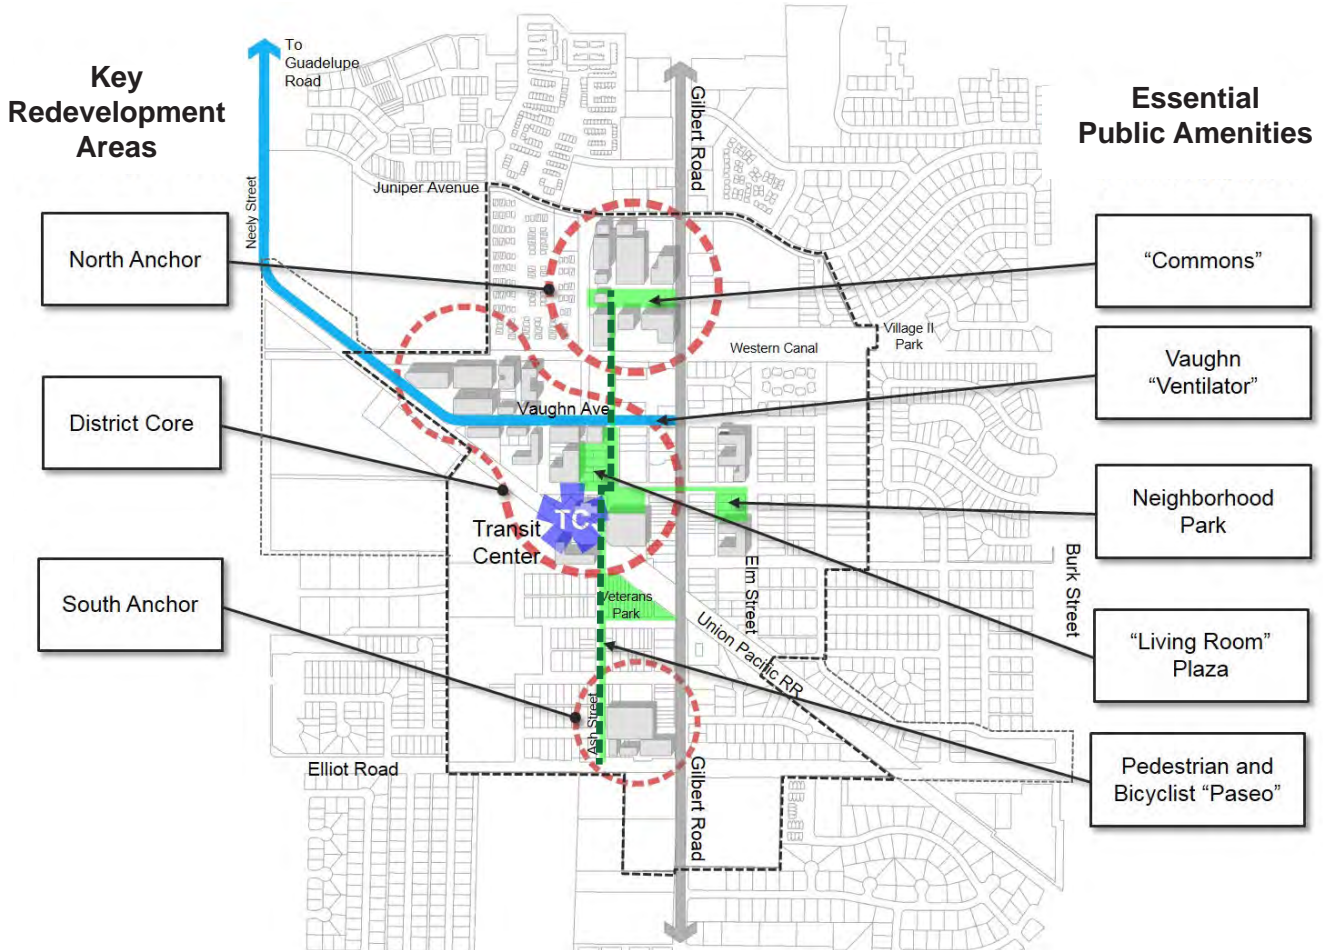 Key
Redevelopment
Areas
Essential
Public Amenities
To
Guadelupe
Road
Neely Street
Juniper Avenue
Gilbert Road
North Anchor
"Commons"
Village II
Park
Western Canal
Vaughn
"Ventilator"
District Core
Vaughn Ave
Neighborhood
Park
TC
Transit
Center
Elm Street
Burk Street
South Anchor
Veterans
Park
Union Pacific RR
"Living Room"
Plaza
Ash Street
Elliot Road
Gilbert Road
Pedestrian and
Bicyclist "Paseo"